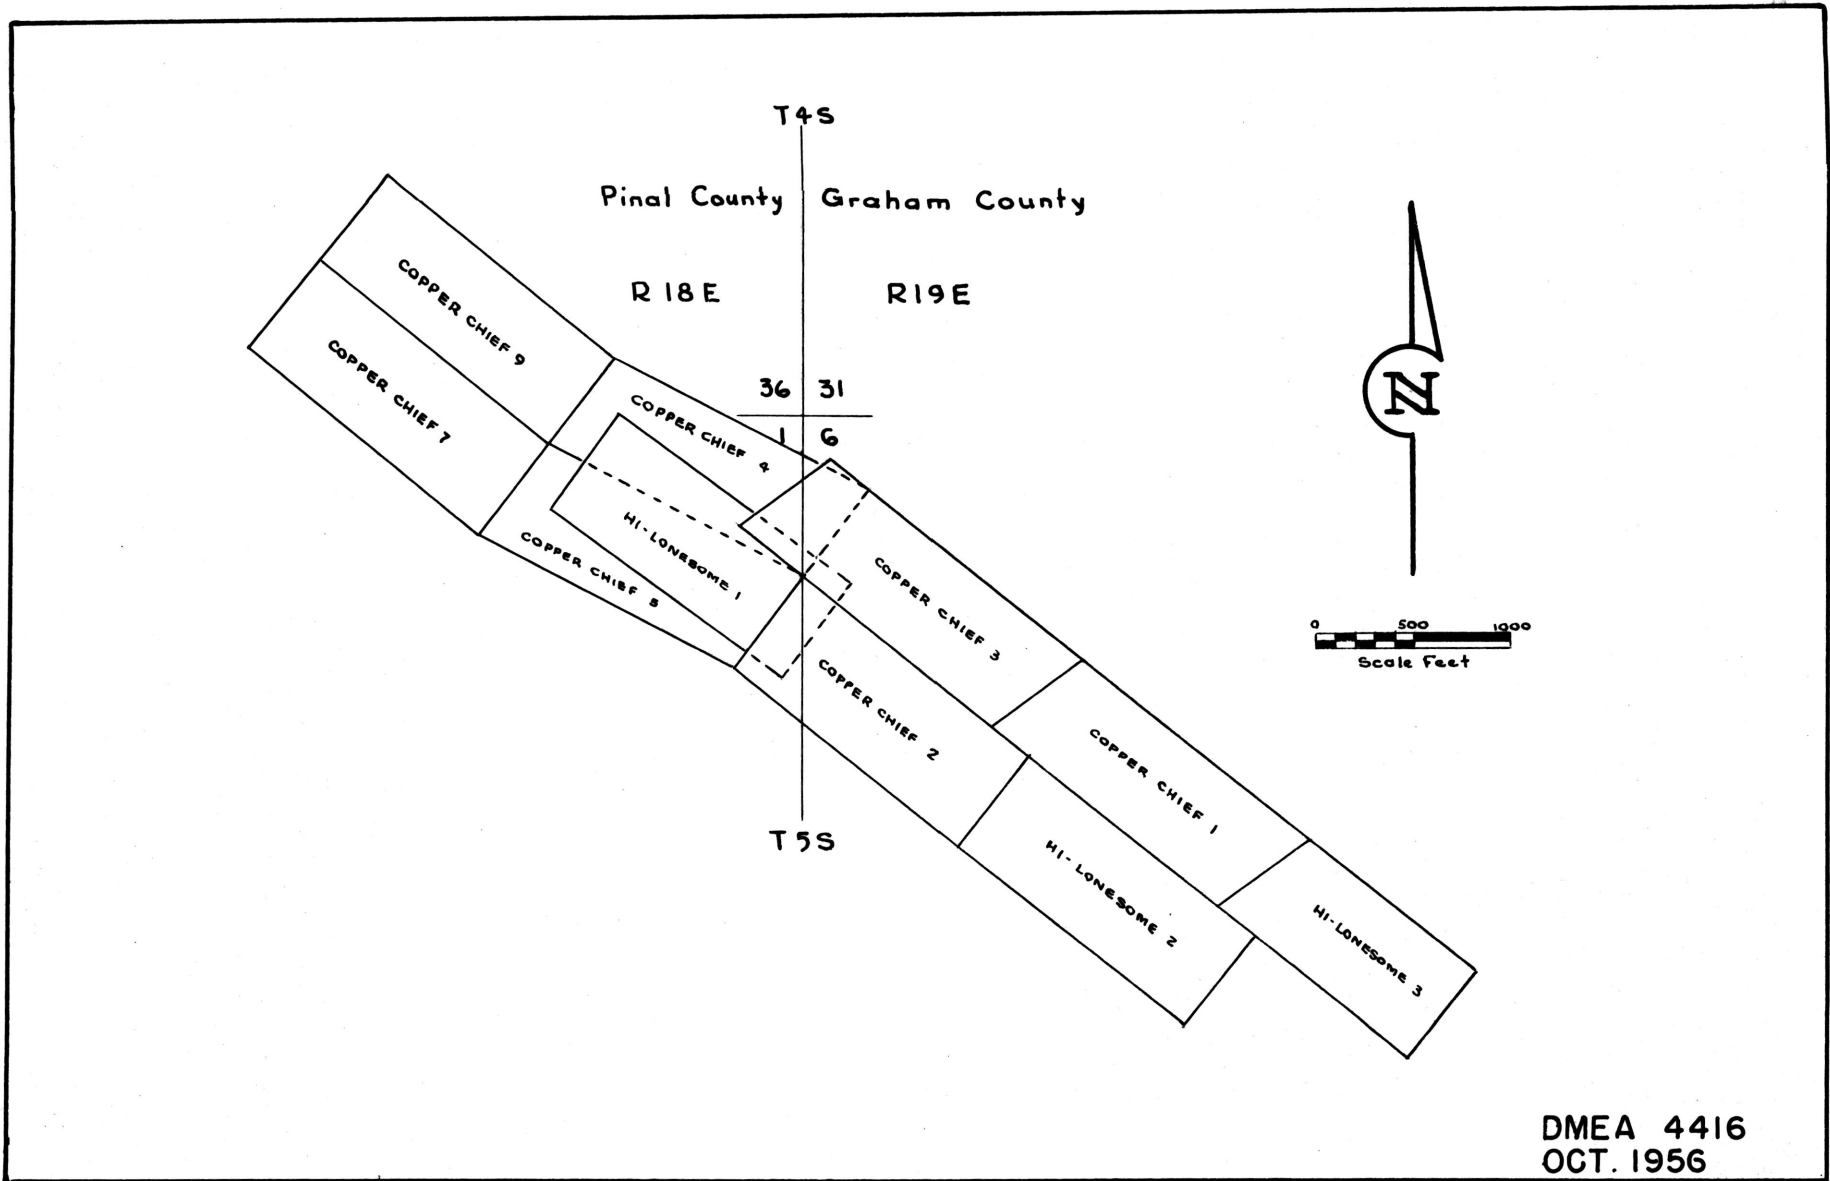 T4S
Pinal County Graham County
R 18 E R19E
COPPER CHIEF 9
COPPER CHIEF 7
36 31
1 6
COPPER CHIEF 4
N
HI-LONESOME 1
COPPER CHIEF 5
COPPER CHIEF 3
0 500 1000
Scale Feet
COPPER CHIEF 2
COPPER CHIEF 1
T5S
HI-LONESOME 2
HI-LONESOME 3
DMEA 4416
OCT. 1956